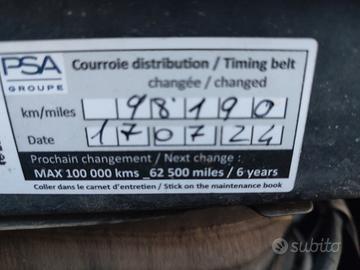 PSA
GROUPE
Courroie distribution / Timing belt
changée / changed
km/miles 98190
Date 170724
Prochain changement / Next change :
MAX 100 000 kms _62 500 miles / 6 years
Coller dans le carnet d'entretien / Stick on the maintenance book
subito